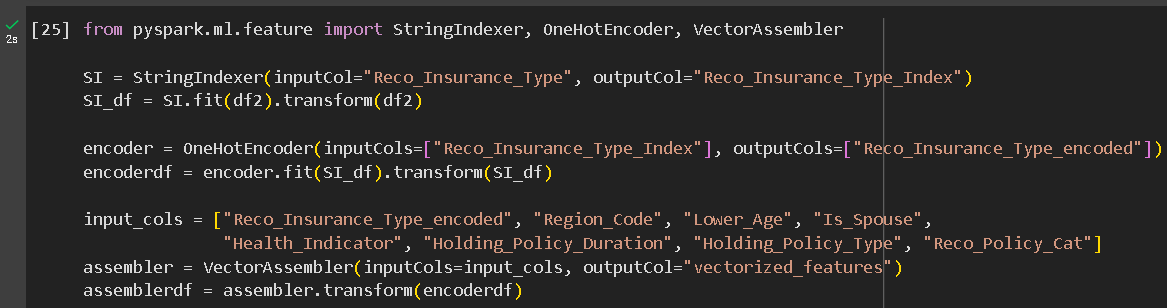 [25] from pyspark.ml.feature import StringIndexer, OneHotEncoder, VectorAssembler
2s
SI = StringIndexer(inputCol="Reco_Insurance_Type", outputCol="Reco_Insurance_Type_Index")
SI_df = SI.fit(df2).transform(df2)
encoder = OneHotEncoder(inputCols=["Reco_Insurance_Type_Index"], outputCols=["Reco_Insurance_Type_encoded"])
encoderdf = encoder.fit(SI_df).transform(SI_df)
input_cols = ["Reco_Insurance_Type_encoded", "Region_Code", "Lower_Age", "Is_Spouse",
"Health_Indicator", "Holding_Policy_Duration", "Holding_Policy_Type", "Reco_Policy_Cat"]
assembler = VectorAssembler(inputCols=input_cols, outputCol="vectorized_features")
assemblerdf = assembler.transform(encoderdf)